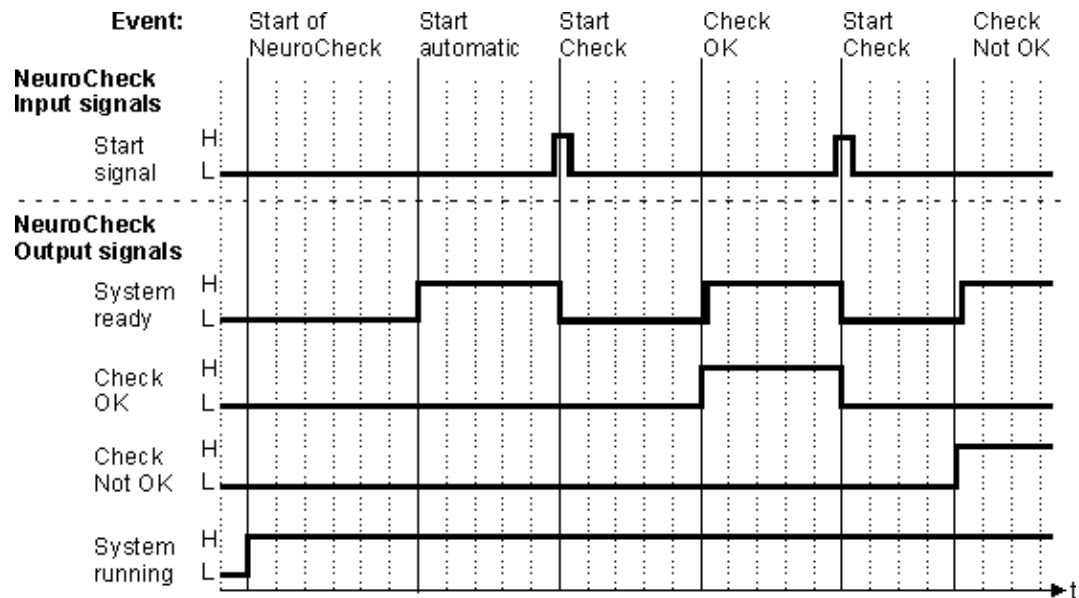 Event: Start of NeuroCheck Start automatic Start Check Check OK Start Check Check Not OK
NeuroCheck
Input signals
Start signal
H
L
NeuroCheck
Output signals
System ready
H
L
Check OK
H
L
Check Not OK
H
L
System running
H
L
t